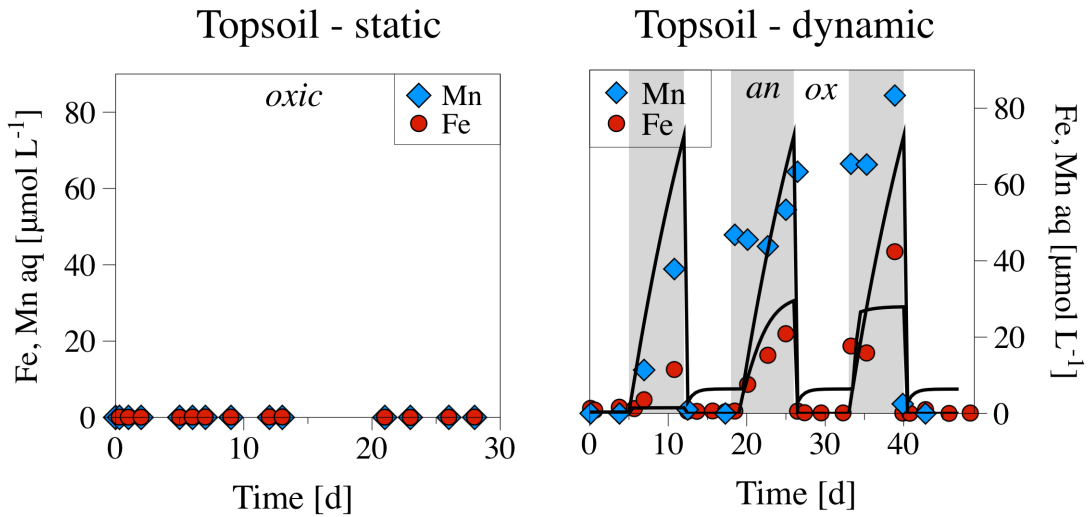 Topsoil - static
Topsoil - dynamic
oxic
Mn
Fe
an
ox
Mn
Fe
80
60
40
20
0
Fe, Mn aq [µmol L-1]
0
10
20
30
Time [d]
80
60
40
20
0
Fe, Mn aq [µmol L-1]
0
10
20
30
40
Time [d]